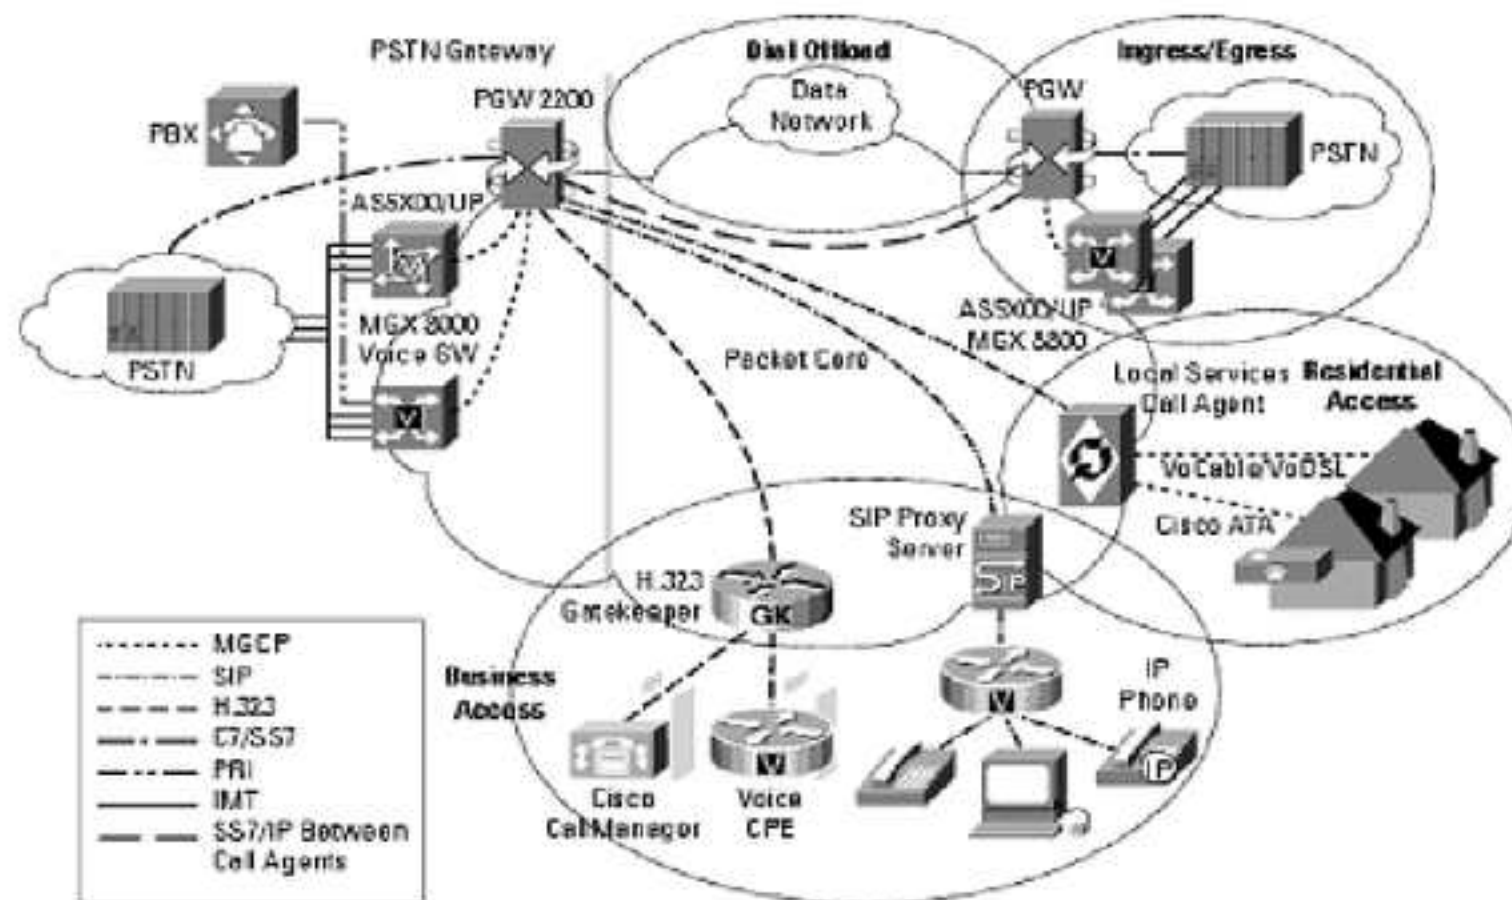 PSTN Gateway
Dial Offload
Ingress/Egress
PGW 2200
Data
Network
PGW
PBX
PSTN
AS5X00/UP
MGX 8000
Voice GW
PSTN
AS5X00/UP
MGX 8800
Packet Core
Local Services
Call Agent
Residential
Access
V
V
VoCable/VoDSL
Cisco ATA
SIP Proxy
Server
SIP
H.323
Gatekeeper
GK
Business
Access
IP
Phone
V
IP
V
Cisco
CallManager
Voice
CPE
MGCP
SIP
H.323
C7/SS7
PRI
IMT
SS7/IP Between
Call Agents